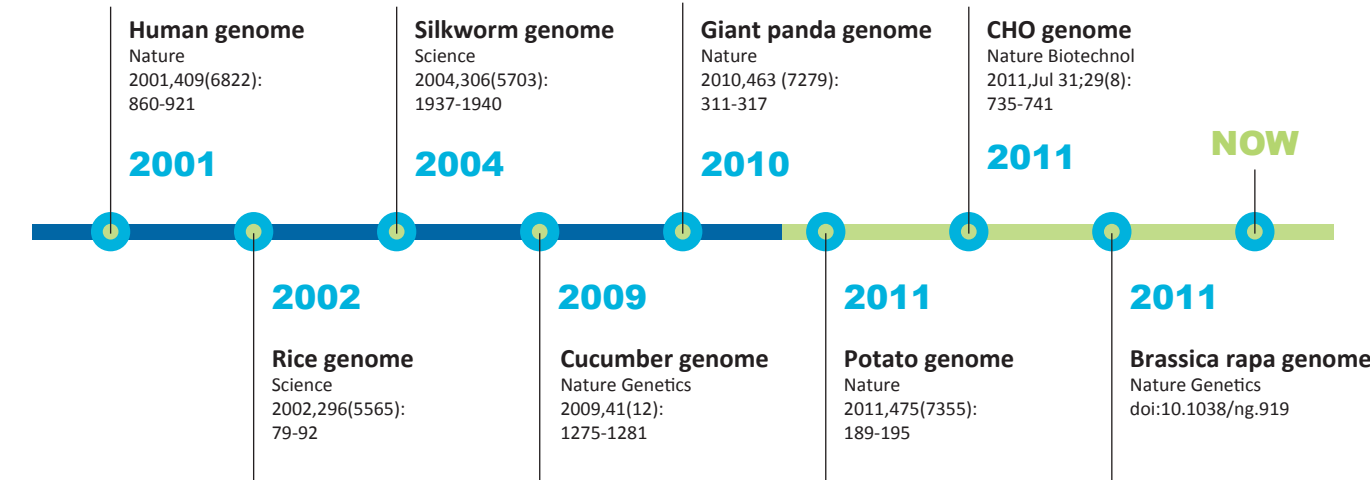 Human genome
Nature
2001,409(6822):
860-921
2001
Silkworm genome
Science
2004,306(5703):
1937-1940
2004
Giant panda genome
Nature
2010,463 (7279):
311-317
2010
CHO genome
Nature Biotechnol
2011,Jul 31;29(8):
735-741
2011
NOW
2002
Rice genome
Science
2002,296(5565):
79-92
2009
Cucumber genome
Nature Genetics
2009,41(12):
1275-1281
2011
Potato genome
Nature
2011,475(7355):
189-195
2011
Brassica rapa genome
Nature Genetics
doi:10.1038/ng.919